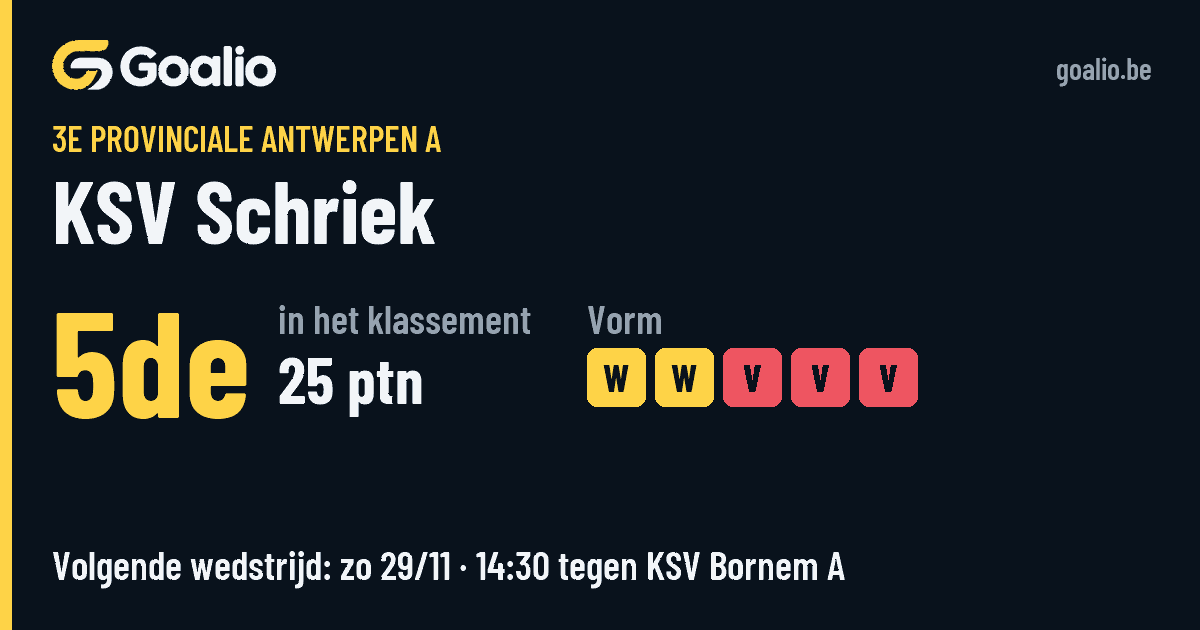 Goalio
goalio.be
3E PROVINCIALE ANTWERPEN A
KSV Schriek
5de
in het klassement
25 ptn
Vorm
W W V V V
Volgende wedstrijd: zo 29/11 · 14:30 tegen KSV Bornem A